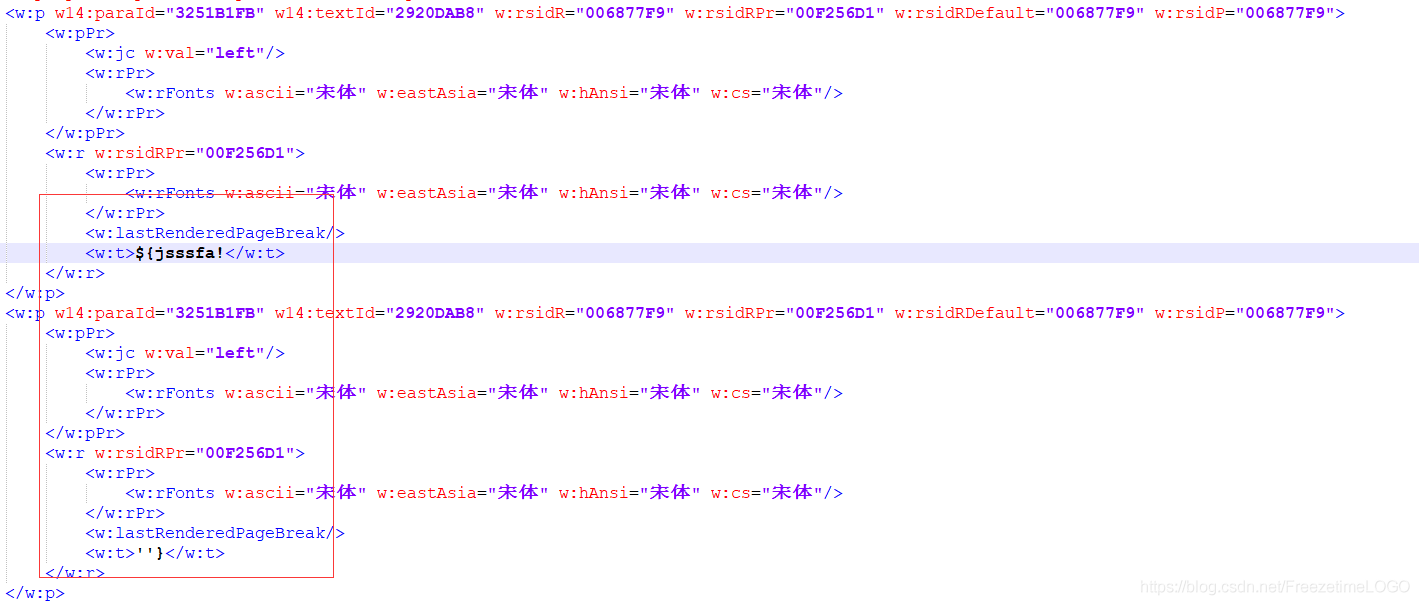 <w:p w14:paraId="3251B1FB" w14:textId="2920DAB8" w:rsidR="006877F9" w:rsidRPr="00F256D1" w:rsidRDefault="006877F9" w:rsidP="006877F9">
<w:pPr>
<w:jc w:val="left"/>
<w:rPr>
<w:rFonts w:ascii="宋体" w:eastAsia="宋体" w:hAnsi="宋体" w:cs="宋体"/>
</w:rPr>
</w:pPr>
<w:r w:rsidRPr="00F256D1">
<w:rPr>
<w:rFonts w:ascii="宋体" w:eastAsia="宋体" w:hAnsi="宋体" w:cs="宋体"/>
</w:rPr>
<w:lastRenderedPageBreak/>
<w:t>${jsssfa!</w:t>
</w:r>
</w:p>
<w:p w14:paraId="3251B1FB" w14:textId="2920DAB8" w:rsidR="006877F9" w:rsidRPr="00F256D1" w:rsidRDefault="006877F9" w:rsidP="006877F9">
<w:pPr>
<w:jc w:val="left"/>
<w:rPr>
<w:rFonts w:ascii="宋体" w:eastAsia="宋体" w:hAnsi="宋体" w:cs="宋体"/>
</w:rPr>
</w:pPr>
<w:r w:rsidRPr="00F256D1">
<w:rPr>
<w:rFonts w:ascii="宋体" w:eastAsia="宋体" w:hAnsi="宋体" w:cs="宋体"/>
</w:rPr>
<w:lastRenderedPageBreak/>
<w:t>''}</w:t>
</w:r>
</w:p>
https://blog.csdn.net/FreezetimeLOGO